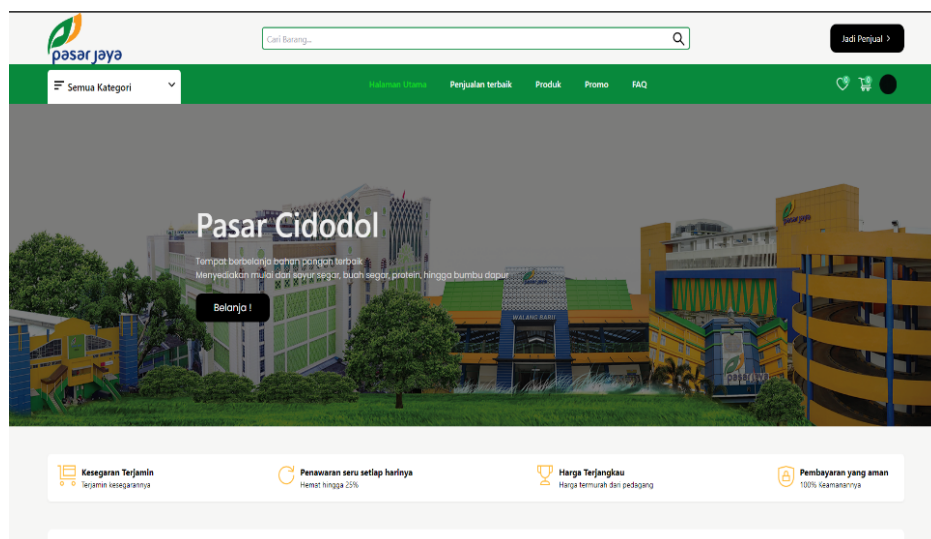 pasar jaya
Cari Barang...
Jadi Penjual >
Semua Kategori
Halaman Utama
Penjualan terbaik
Produk
Promo
FAQ
pasar jaya
Pasar Cidodol
Tempat berbelanja bahan pangan terbaik
Menyediakan mulai dari sayur segar, buah segar, protein, hingga bumbu dapur
Belanja !
WALANG BARU
pasar jaya
Kesegaran Terjamin
Terjamin kesegarannya
Penawaran seru setiap harinya
Hemat hingga 25%
Harga Terjangkau
Harga termurah dari pedagang
Pembayaran yang aman
100% Keamanannya